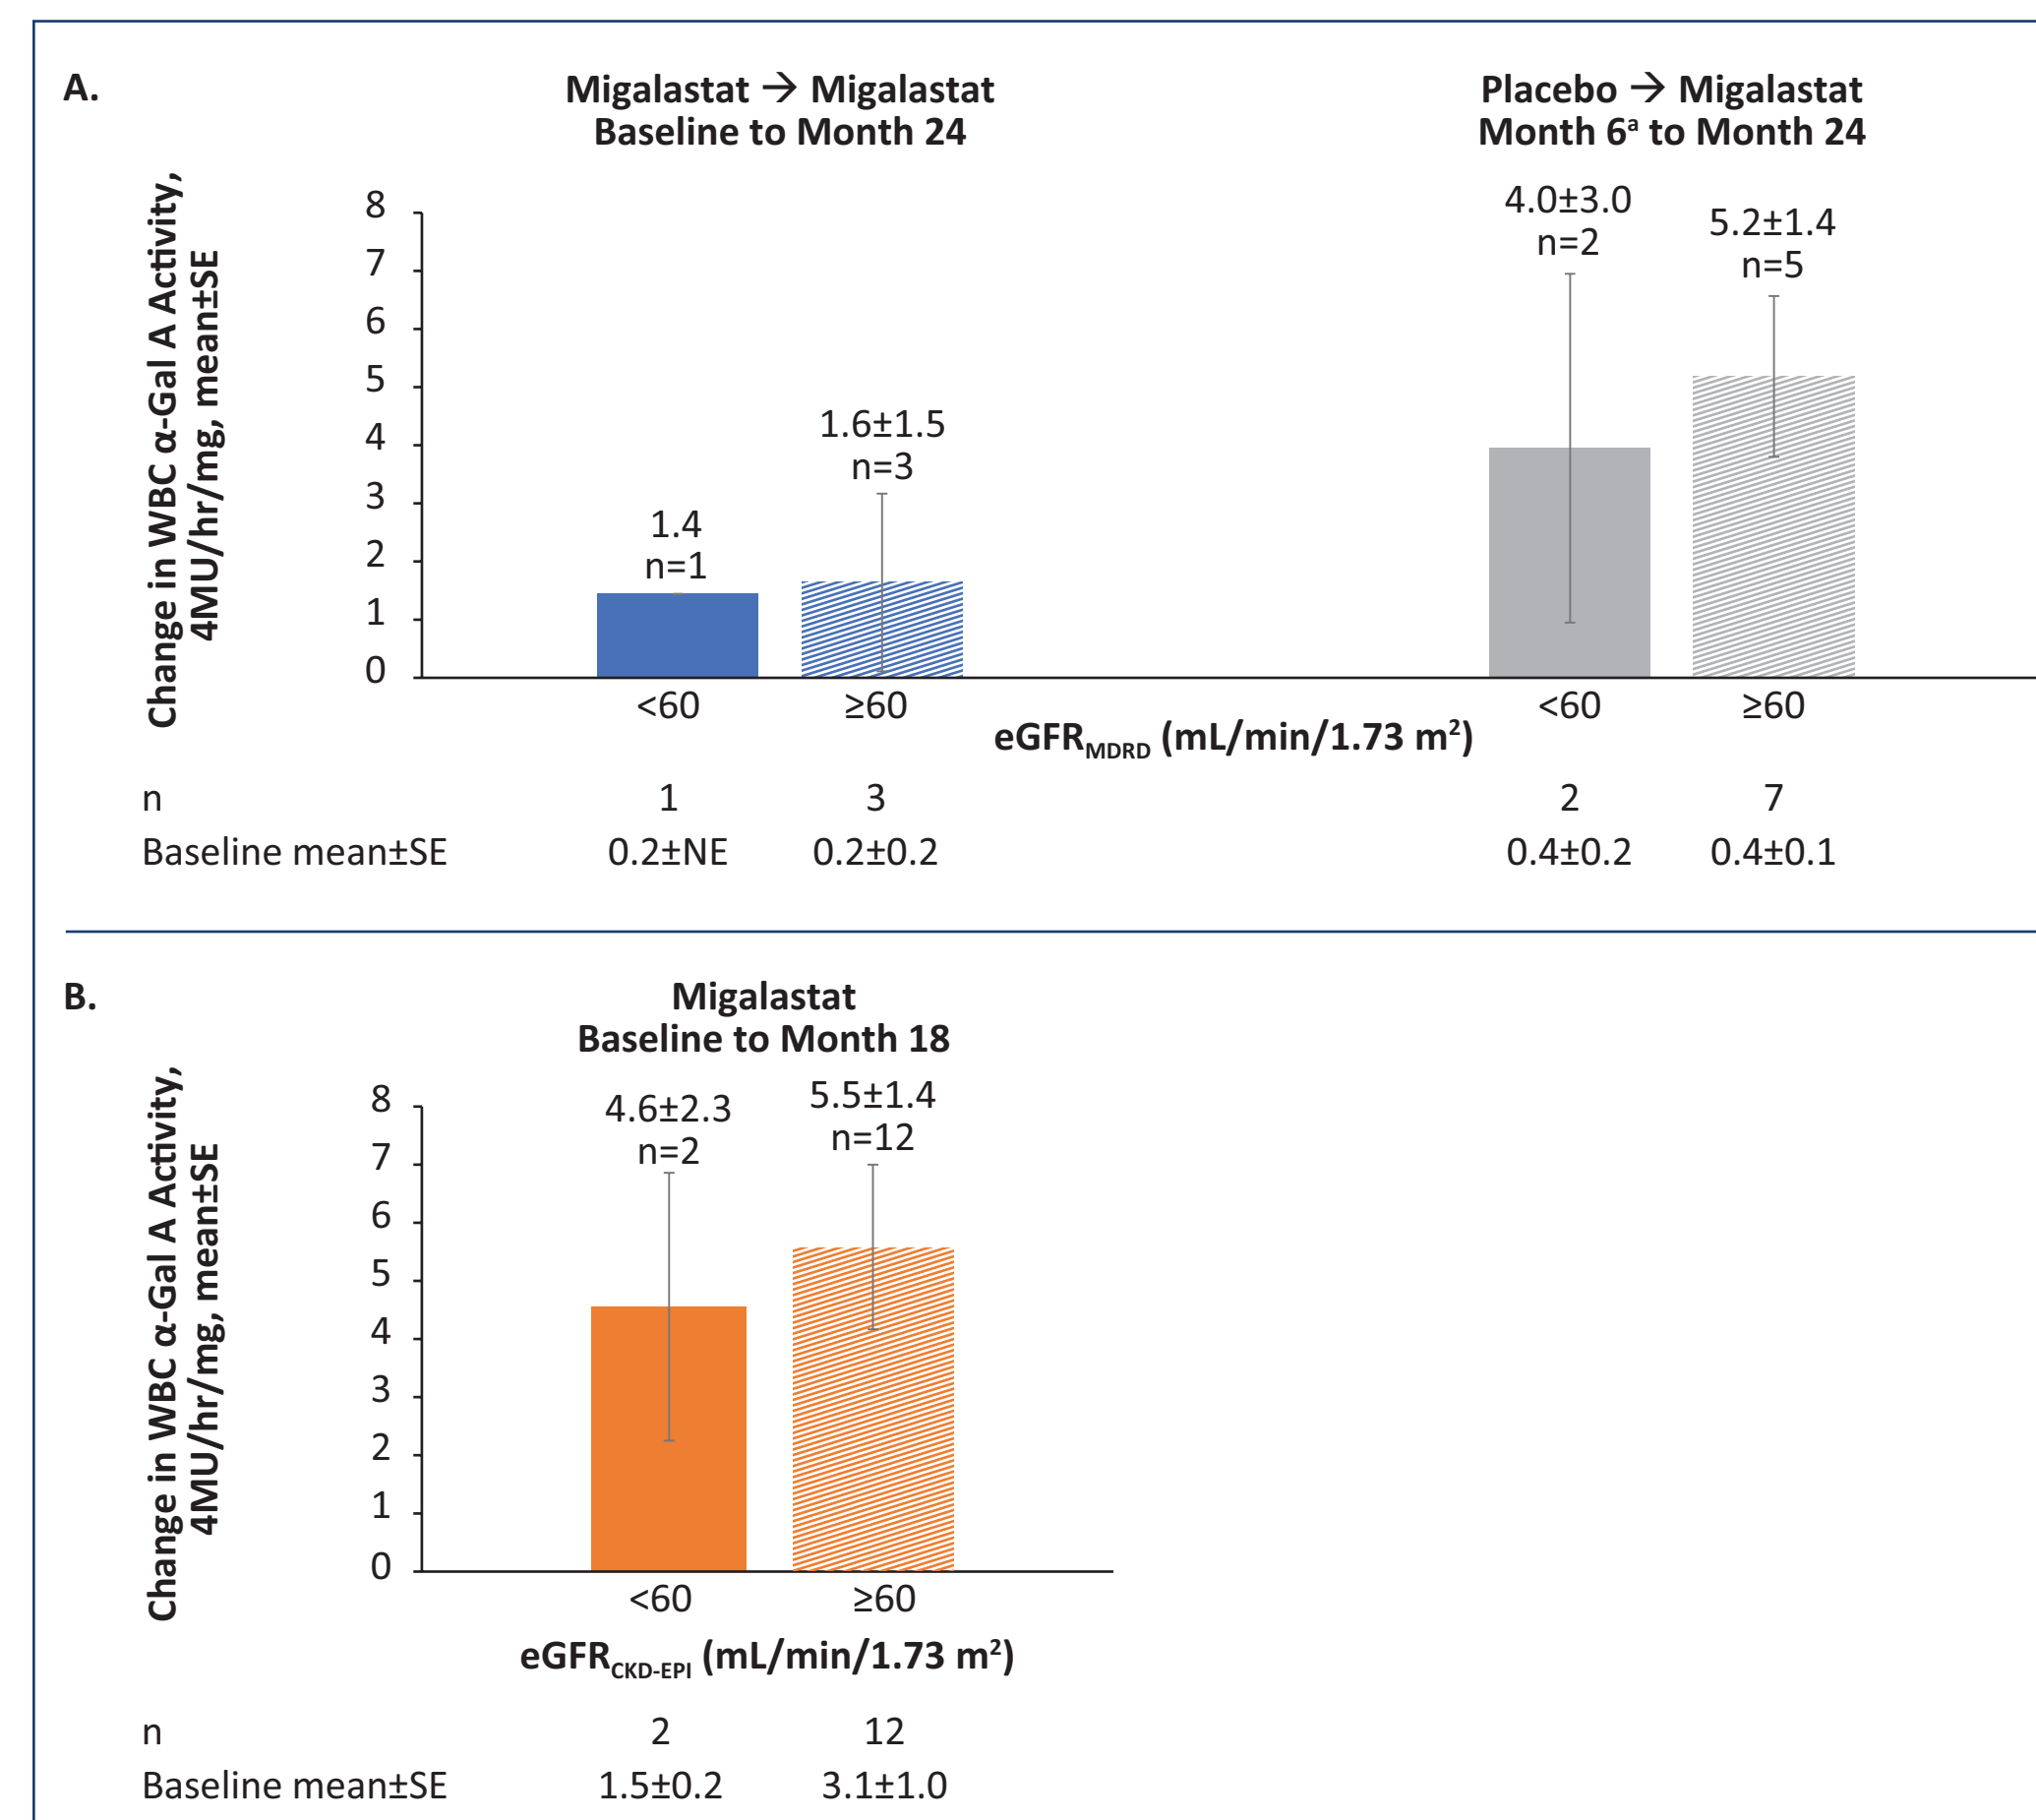 A.
Migalastat → Migalastat
Baseline to Month 24
Placebo → Migalastat
Month 6ᵃ to Month 24
Change in WBC α-Gal A Activity,
4MU/hr/mg, mean±SE
8
7
6
5
4
3
2
1
0
1.4
n=1
1.6±1.5
n=3
4.0±3.0
n=2
5.2±1.4
n=5
<60 ≥60 <60 ≥60
eGFR_MDRD (mL/min/1.73 m²)
n 1 3 2 7
Baseline mean±SE 0.2±NE 0.2±0.2 0.4±0.2 0.4±0.1
B.
Migalastat
Baseline to Month 18
Change in WBC α-Gal A Activity,
4MU/hr/mg, mean±SE
8
7
6
5
4
3
2
1
0
4.6±2.3
n=2
5.5±1.4
n=12
<60 ≥60
eGFR_CKD-EPI (mL/min/1.73 m²)
n 2 12
Baseline mean±SE 1.5±0.2 3.1±1.0